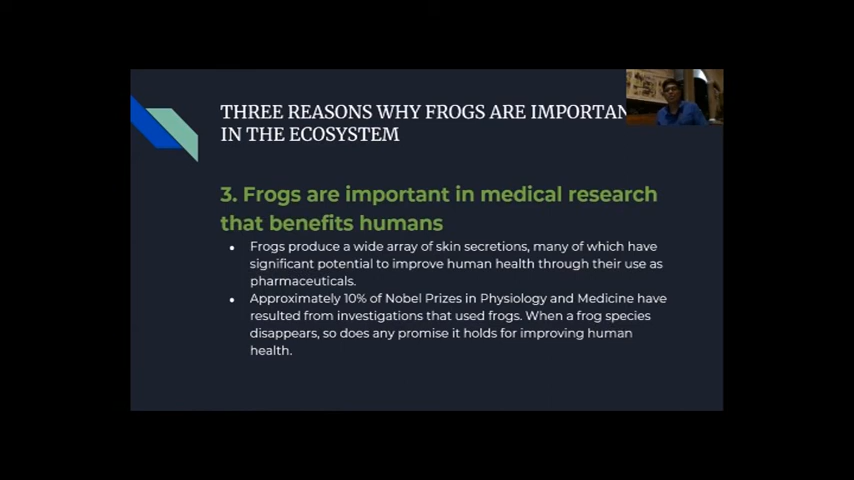 THREE REASONS WHY FROGS ARE IMPORTAN
IN THE ECOSYSTEM
3. Frogs are important in medical research
that benefits humans
• Frogs produce a wide array of skin secretions, many of which have
significant potential to improve human health through their use as
pharmaceuticals.
• Approximately 10% of Nobel Prizes in Physiology and Medicine have
resulted from investigations that used frogs. When a frog species
disappears, so does any promise it holds for improving human
health.